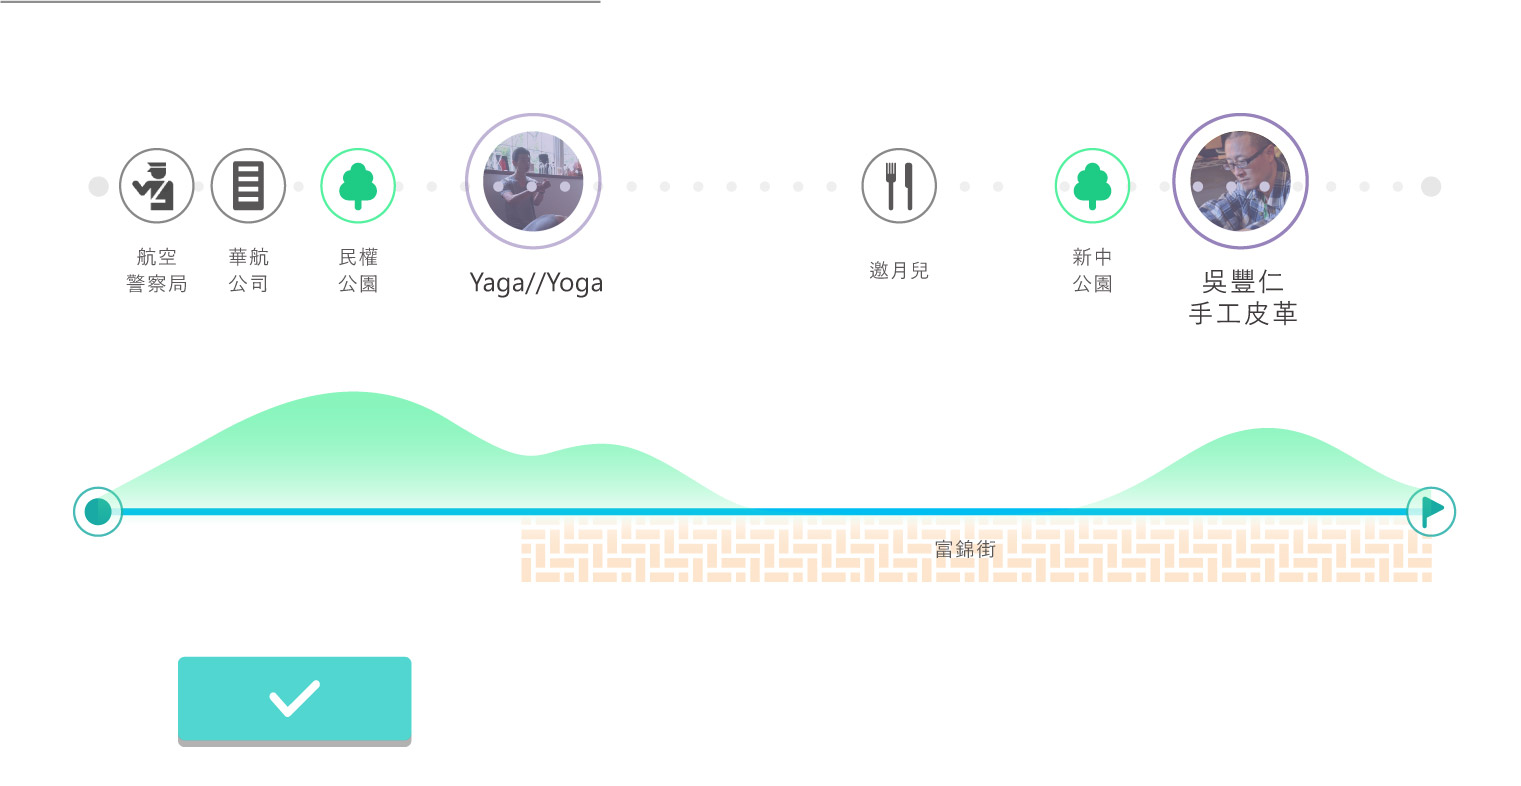 航空
警察局
華航
公司
民權
公園
Yaga//Yoga
邀月兒
新中
公園
吳豐仁
手工皮革
富錦街